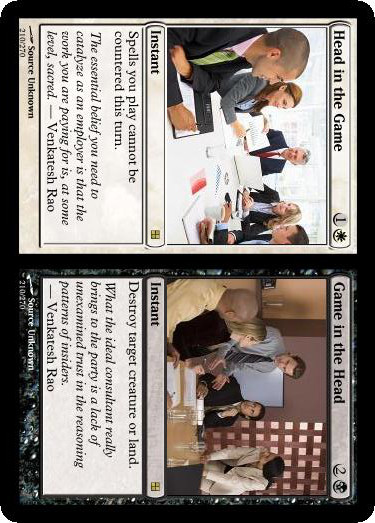 Head in the Game 1
Instant
Spells you play cannot be
countered this turn.
The essential belief you need to
catalyze as an employer is that the
work you are paying for is, at some
level, sacred. — Venkatesh Rao
Source Unknown
210/270
Game in the Head 2
Instant
Destroy target creature or land.
What the ideal consultant really
brings to the party is a lack of
unexamined trust in the reasoning
patterns of insiders.
— Venkatesh Rao
Source Unknown
210/270